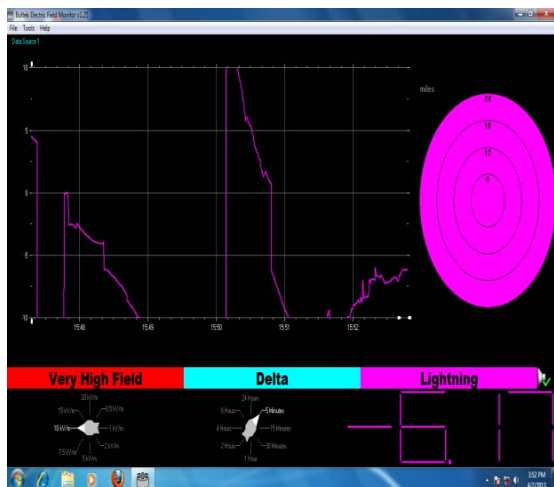 Boltek Electric Field Monitor v1.25
File Tools Help
Data Source 1
10
5
0
-5
-10
15:48
15:49
15:50
15:51
15:52
miles
24
18
12
6
Very High Field
Delta
Lightning
20 kV/m
15 kV/m
0.5 kV/m
10 kV/m
1 kV/m
7.5 kV/m
2 kV/m
5 kV/m
24 Hours
8 Hours
5 Minutes
4 Hours
15 Minutes
2 Hours
30 Minutes
1 Hour
-6.17
3:52 PM